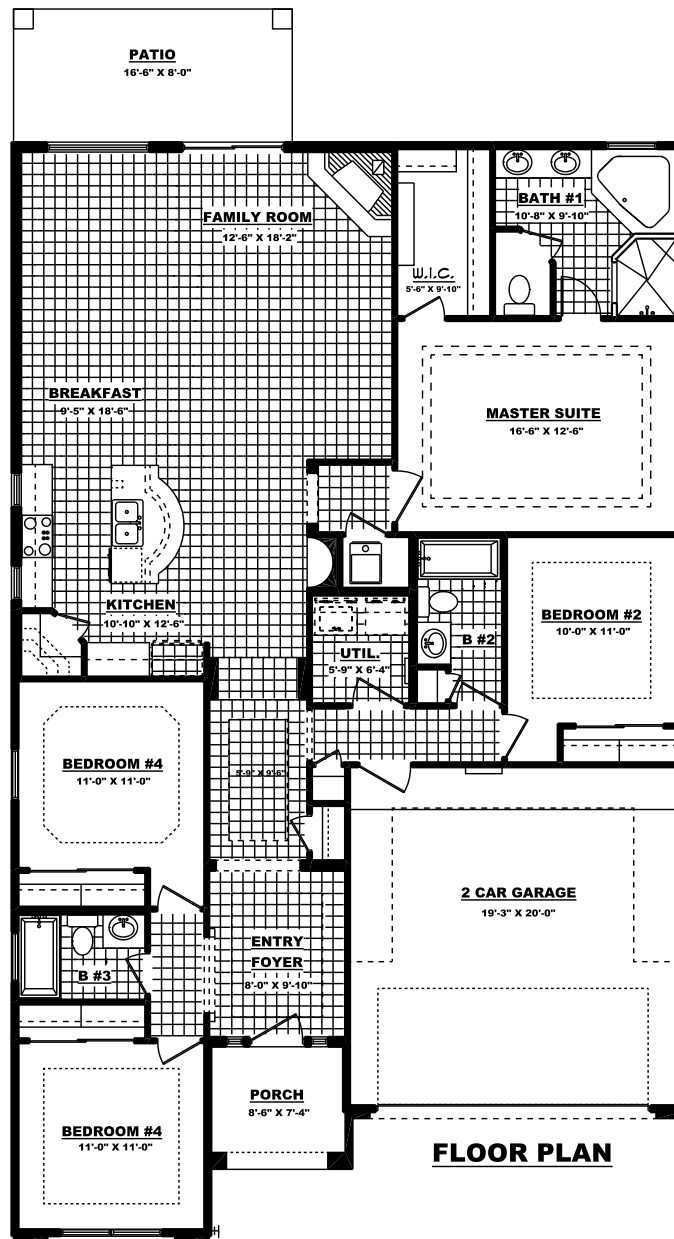 PATIO
16'-6" X 8'-0"
FAMILY ROOM
12'-6" X 18'-2"
BATH #1
10'-8" X 9'-10"
W.I.C.
5'-6" X 9'-10"
BREAKFAST
9'-5" X 18'-6"
MASTER SUITE
16'-6" X 12'-6"
KITCHEN
10'-10" X 12'-6"
BEDROOM #2
10'-0" X 11'-0"
B #2
UTIL.
5'-9" X 6'-4"
BEDROOM #4
11'-0" X 11'-0"
5'-9" X 9'-6"
2 CAR GARAGE
19'-3" X 20'-0"
ENTRY
FOYER
8'-0" X 9'-10"
B #3
PORCH
8'-6" X 7'-4"
BEDROOM #4
11'-0" X 11'-0"
FLOOR PLAN